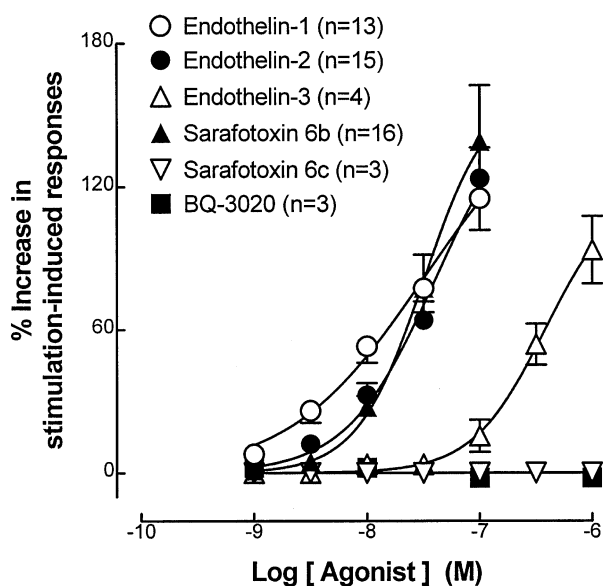 180
120
60
0
% Increase in
stimulation-induced responses
Endothelin-1 (n=13)
Endothelin-2 (n=15)
Endothelin-3 (n=4)
Sarafotoxin 6b (n=16)
Sarafotoxin 6c (n=3)
BQ-3020 (n=3)
-10 -9 -8 -7 -6
Log [ Agonist ] (M)